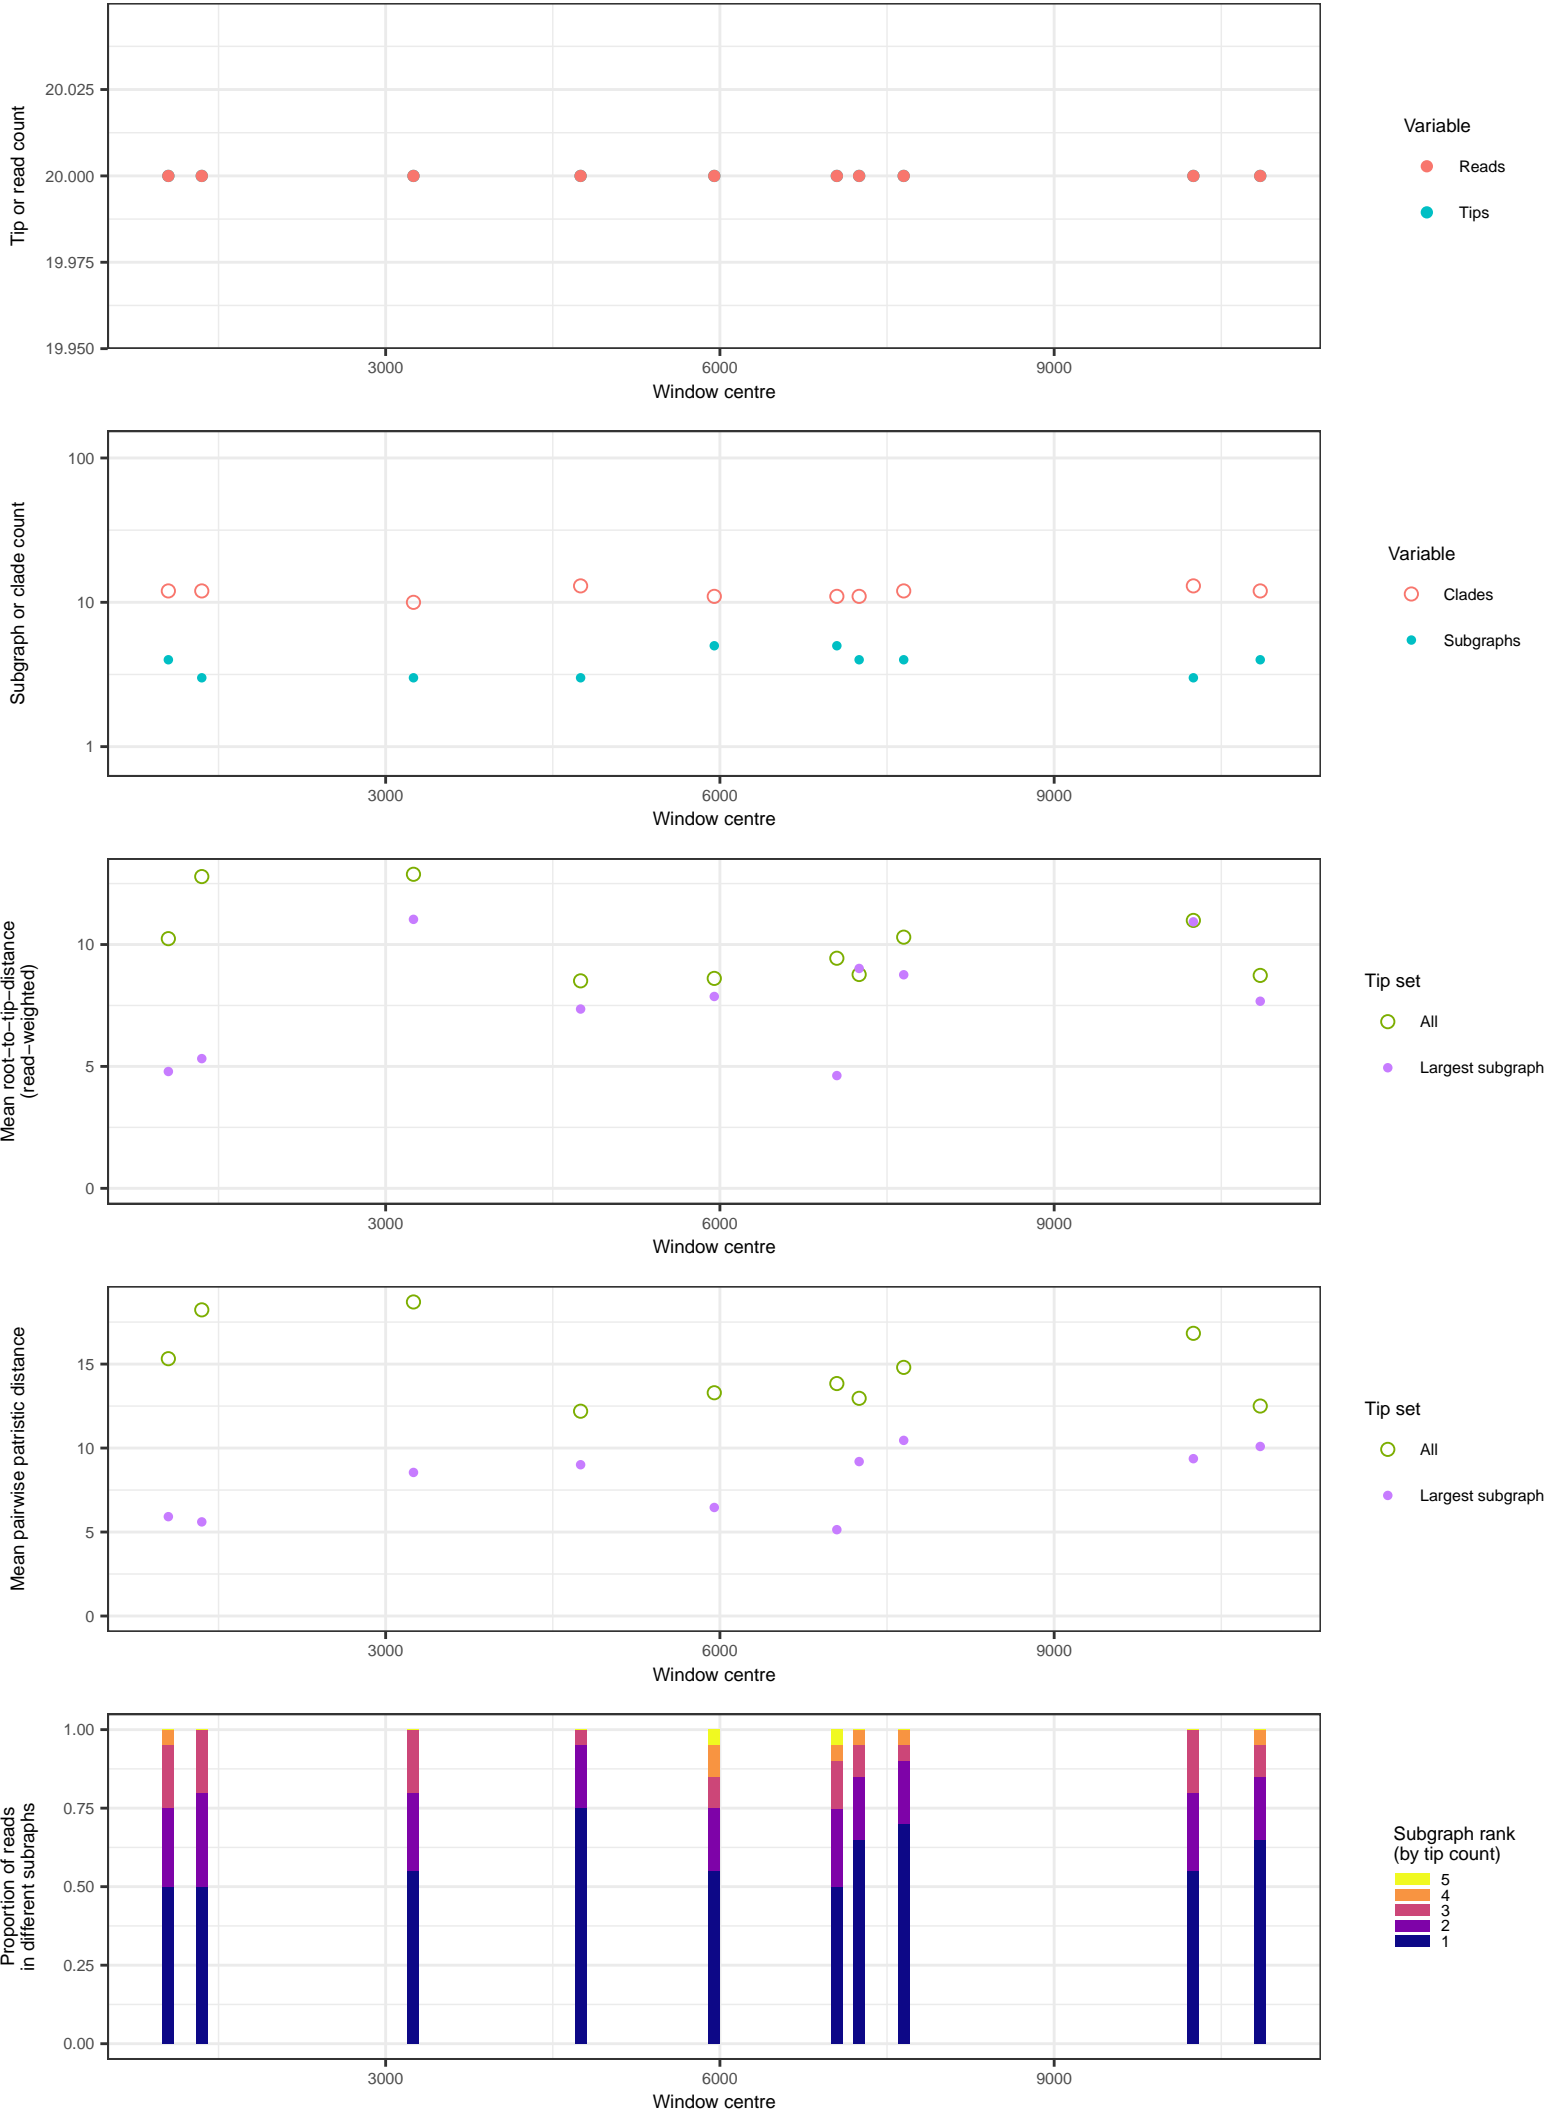 Tip or read count
20.025
20.000
19.975
19.950
3000 6000 9000
Window centre
Variable
Reads
Tips
Subgraph or clade count
100
10
1
3000 6000 9000
Window centre
Variable
Clades
Subgraphs
Mean root−to−tip−distance
(read−weighted)
10
5
0
3000 6000 9000
Window centre
Tip set
All
Largest subgraph
Mean pairwise patristic distance
15
10
5
0
3000 6000 9000
Window centre
Tip set
All
Largest subgraph
Proportion of reads
in different subraphs
1.00
0.75
0.50
0.25
0.00
3000 6000 9000
Window centre
Subgraph rank
(by tip count)
5
4
3
2
1